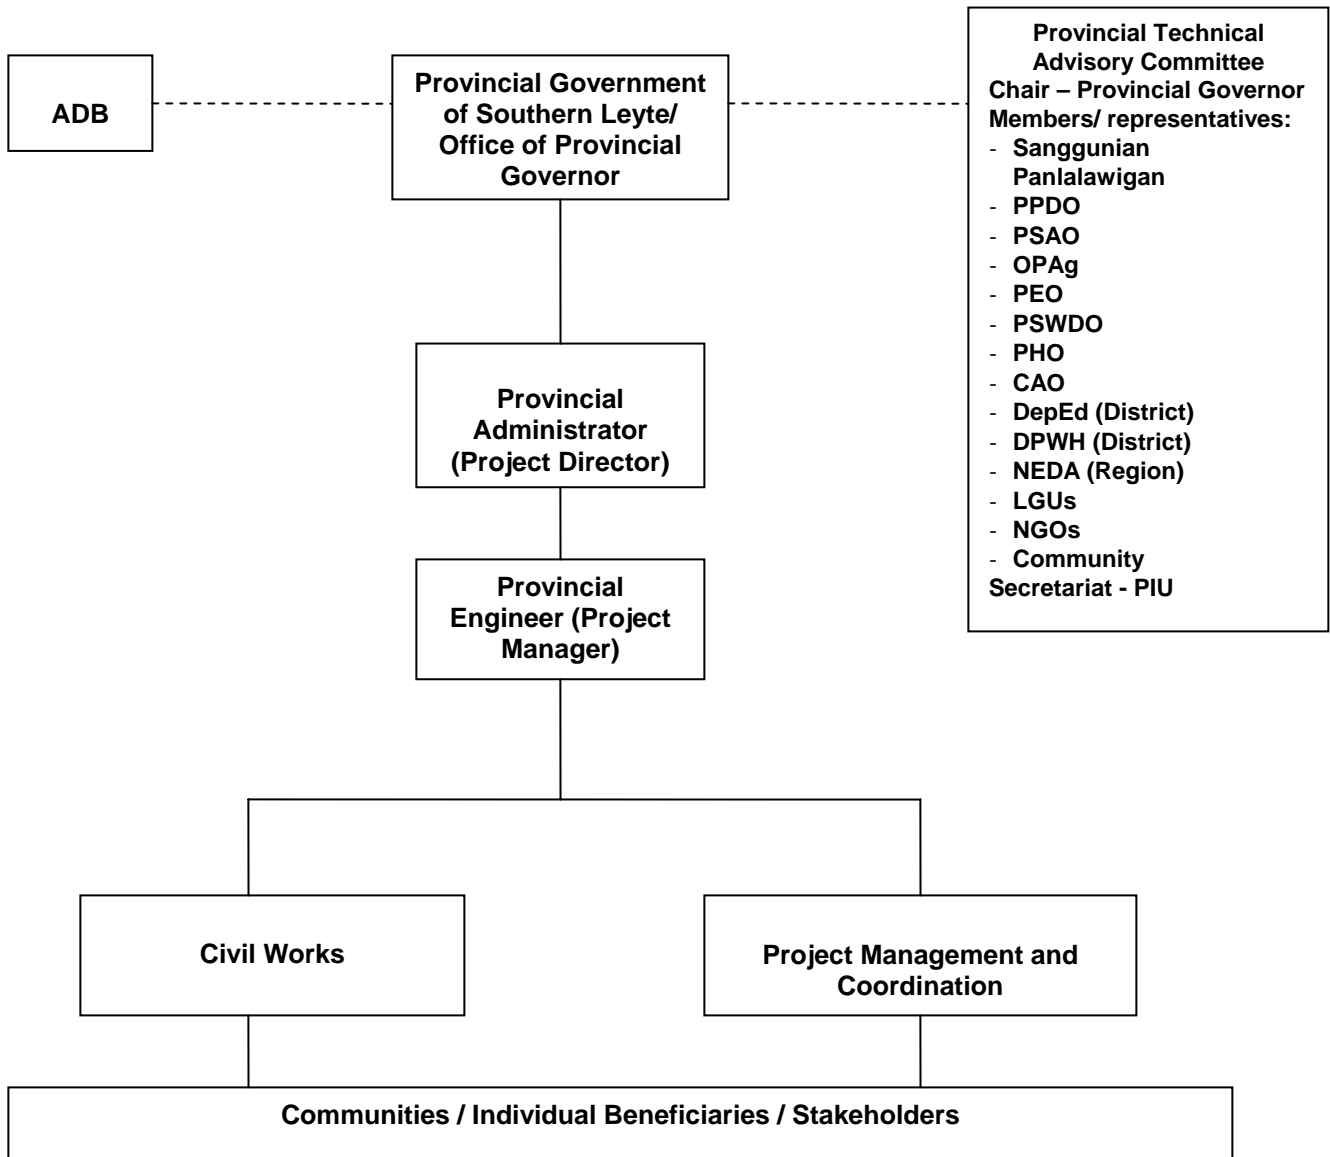 ADB
Provincial Government
of Southern Leyte/
Office of Provincial
Governor
Provincial Technical
Advisory Committee
Chair – Provincial Governor
Members/ representatives:
- Sanggunian
Panlalawigan
- PPDO
- PSAO
- OPAg
- PEO
- PSWDO
- PHO
- CAO
- DepEd (District)
- DPWH (District)
- NEDA (Region)
- LGUs
- NGOs
- Community
Secretariat - PIU
Provincial
Administrator
(Project Director)
Provincial
Engineer (Project
Manager)
Civil Works
Project Management and
Coordination
Communities / Individual Beneficiaries / Stakeholders